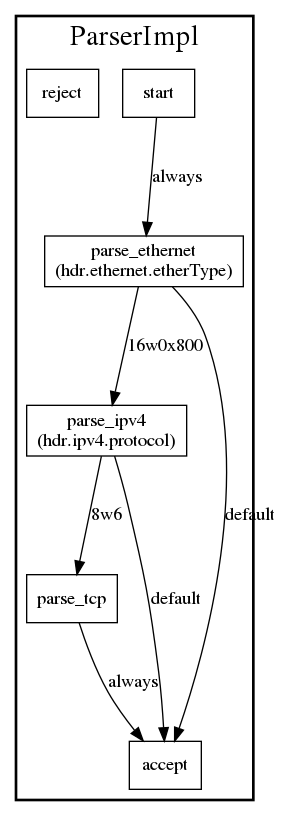 ParserImpl
reject
start
always
parse_ethernet
(hdr.ethernet.etherType)
16w0x800
parse_ipv4
(hdr.ipv4.protocol)
8w6
default
parse_tcp
default
always
accept